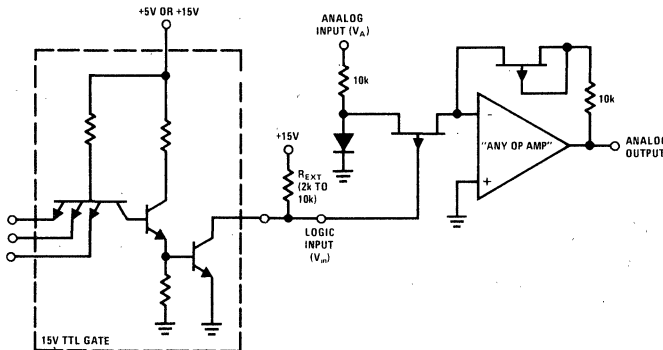 +5V OR +15V
ANALOG
INPUT (VA)
10k
+15V
REXT
(2k TO
10k)
LOGIC
INPUT
(Vin)
-
"ANY OP AMP"
+
10k
ANALOG
OUTPUT
15V TTL GATE